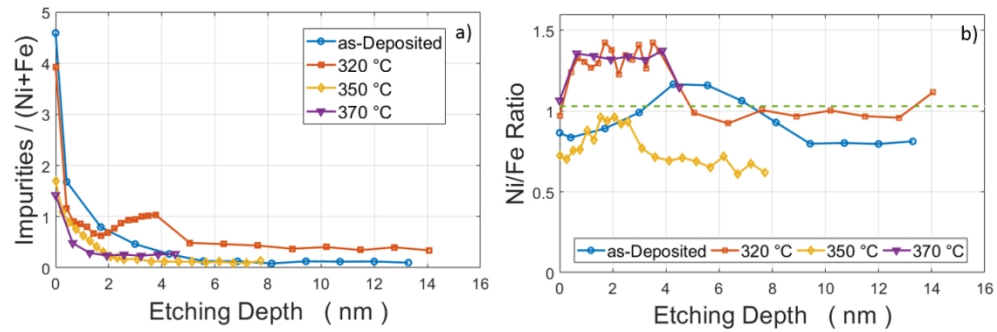 a)
Impurities / (Ni+Fe)
5
4
3
2
1
0
as-Deposited
320 °C
350 °C
370 °C
0 2 4 6 8 10 12 14 16
Etching Depth ( nm )
b)
Ni/Fe Ratio
1.5
1
0.5
0
as-Deposited 320 °C 350 °C 370 °C
0 2 4 6 8 10 12 14 16
Etching Depth ( nm )